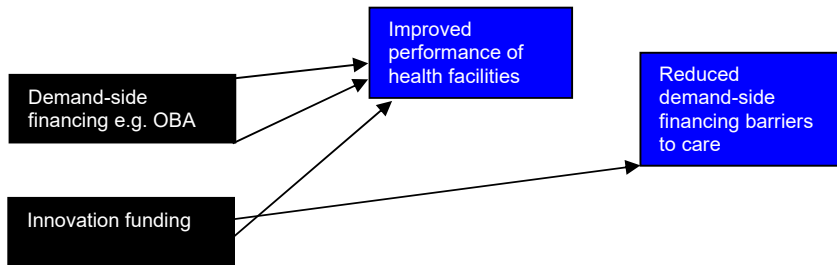 Improved
performance of
health facilities
Reduced
demand-side
financing barriers
to care
Demand-side
financing e.g. OBA
Innovation funding